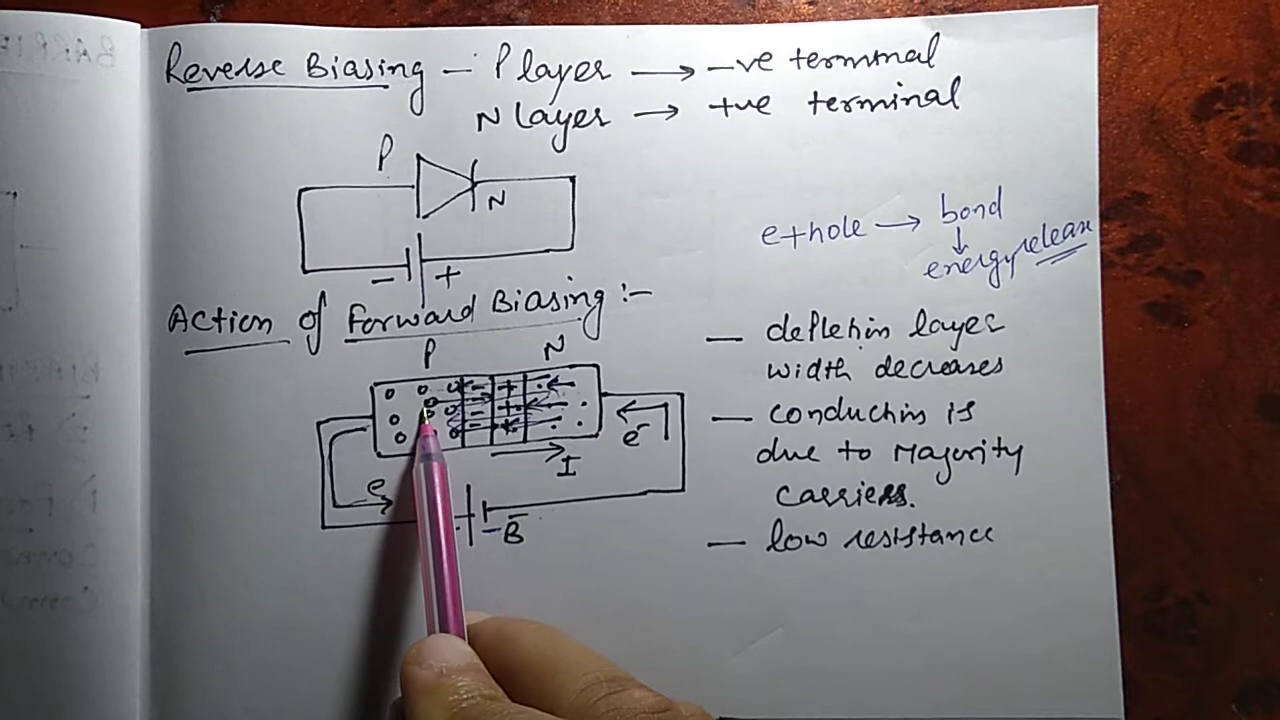 Reverse Biasing - P layer → -ve terminal
N layer → +ve terminal
P
N
- +
e+hole → bond
↓
energy release
Action of Forward Biasing :-
P N
- +
- +
- +
e-
I
e
- B
- depletion layer
width decreases
- conduction is
due to Majority
carriers.
- low resistance